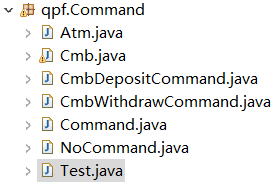 qpf.Command
Atm.java
Cmb.java
CmbDepositCommand.java
CmbWithdrawCommand.java
Command.java
NoCommand.java
Test.java